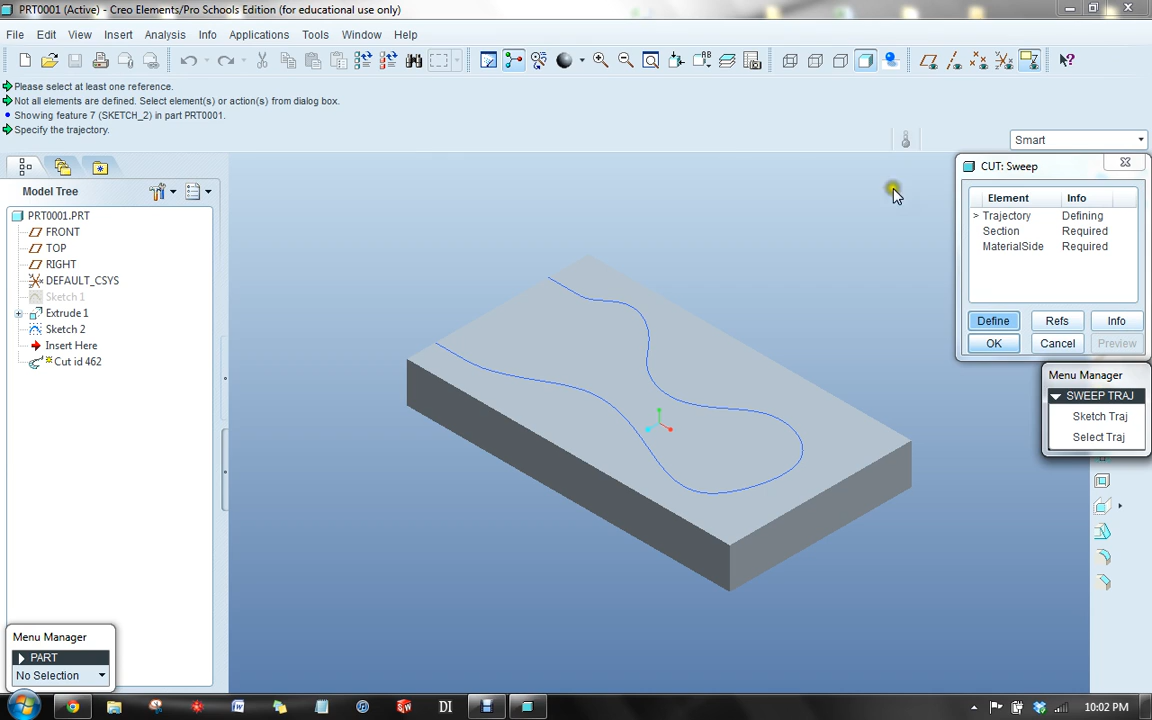 PRT0001 (Active) - Creo Elements/Pro Schools Edition (for educational use only)
File Edit View Insert Analysis Info Applications Tools Window Help
Please select at least one reference.
Not all elements are defined. Select element(s) or action(s) from dialog box.
Showing feature 7 (SKETCH_2) in part PRT0001.
Specify the trajectory.
Smart
Model Tree
PRT0001.PRT
FRONT
TOP
RIGHT
DEFAULT_CSYS
Sketch 1
Extrude 1
Sketch 2
Insert Here
Cut id 462
CUT: Sweep
Element Info
> Trajectory Defining
Section Required
MaterialSide Required
Define Refs Info
OK Cancel Preview
Menu Manager
SWEEP TRAJ
Sketch Traj
Select Traj
Menu Manager
PART
No Selection
DI
10:02 PM